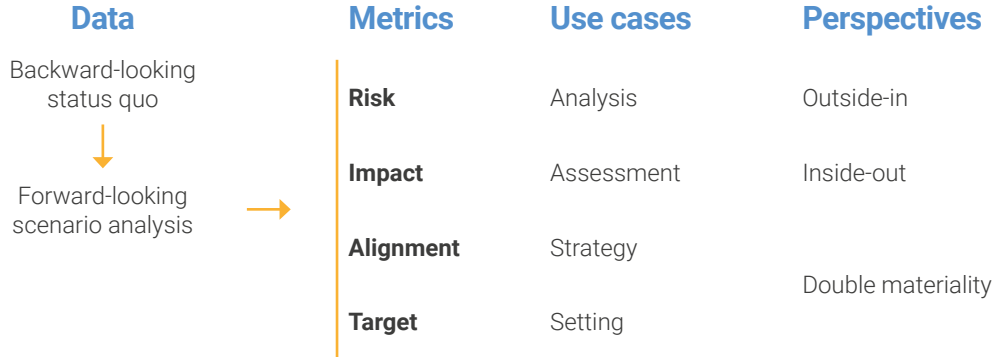 Data
Metrics
Use cases
Perspectives
Backward-looking
status quo
Forward-looking
scenario analysis
Risk
Analysis
Outside-in
Impact
Assessment
Inside-out
Alignment
Strategy
Double materiality
Target
Setting